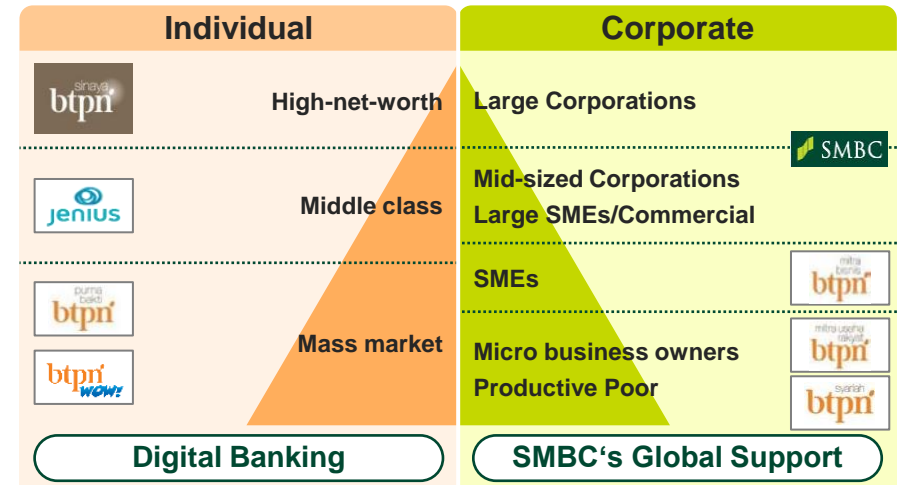 Individual
Corporate
sinaya
btpn
High-net-worth
Large Corporations
SMBC
jenius
Middle class
Mid-sized Corporations
Large SMEs/Commercial
SMEs
mitra
bisnis
btpn
purna
bakti
btpn
Mass market
btpn
WOW!
Micro business owners
Productive Poor
mitra usaha
rakyat
btpn
syariah
btpn
Digital Banking
SMBC‘s Global Support